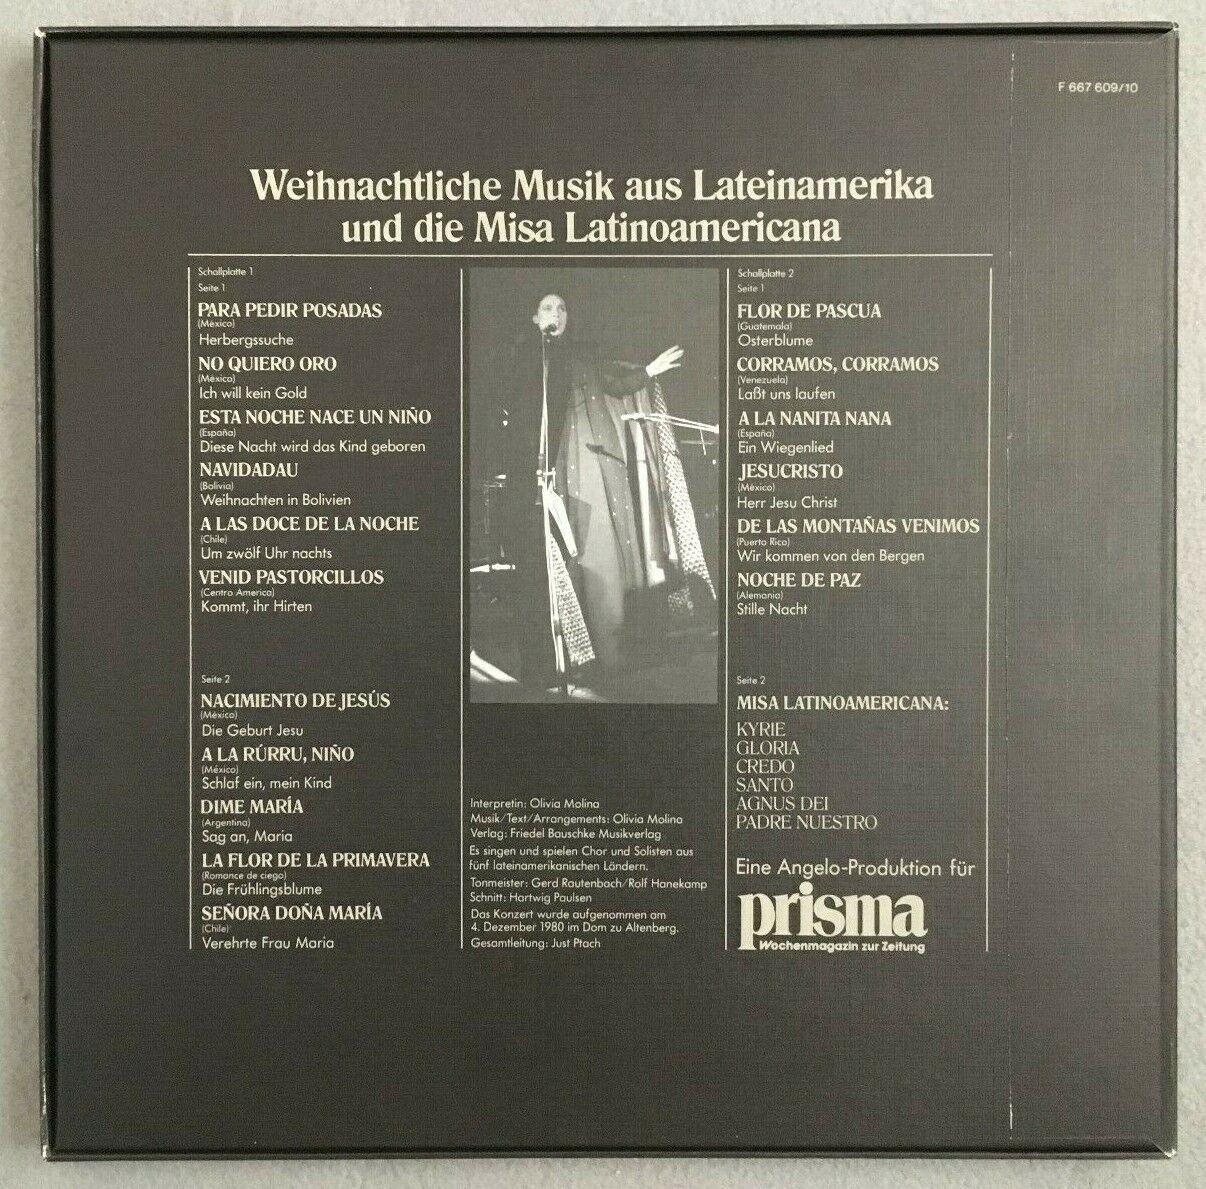 F 667 609/10
Weihnachtliche Musik aus Lateinamerika
und die Misa Latinoamericana
Schallplatte 1
Seite 1
PARA PEDIR POSADAS
(México)
Herbergssuche
NO QUIERO ORO
(México)
Ich will kein Gold
ESTA NOCHE NACE UN NIÑO
(España)
Diese Nacht wird das Kind geboren
NAVIDADAU
(Bolivia)
Weihnachten in Bolivien
A LAS DOCE DE LA NOCHE
(Chile)
Um zwölf Uhr nachts
VENID PASTORCILLOS
(Centro America)
Kommt, ihr Hirten
Seite 2
NACIMIENTO DE JESÚS
(México)
Die Geburt Jesu
A LA RÚRRU, NIÑO
(México)
Schlaf ein, mein Kind
DIME MARÍA
(Argentina)
Sag an, Maria
LA FLOR DE LA PRIMAVERA
(Romance de ciego)
Die Frühlingsblume
SEÑORA DOÑA MARÍA
(Chile)
Verehrte Frau Maria
Interpretin: Olivia Molina
Musik/Text/Arrangements: Olivia Molina
Verlag: Friedel Bauschke Musikverlag
Es singen und spielen Chor und Solisten aus
fünf lateinamerikanischen Ländern.
Tonmeister: Gerd Rautenbach/Rolf Hanekamp
Schnitt: Hartwig Paulsen
Das Konzert wurde aufgenommen am
4. Dezember 1980 im Dom zu Altenberg.
Gesamtleitung: Just Ptach
Schallplatte 2
Seite 1
FLOR DE PASCUA
(Guatemala)
Osterblume
CORRAMOS, CORRAMOS
(Venezuela)
Laßt uns laufen
A LA NANITA NANA
(España)
Ein Wiegenlied
JESUCRISTO
(México)
Herr Jesu Christ
DE LAS MONTAÑAS VENIMOS
(Puerto Rico)
Wir kommen von den Bergen
NOCHE DE PAZ
(Alemania)
Stille Nacht
Seite 2
MISA LATINOAMERICANA:
KYRIE
GLORIA
CREDO
SANTO
AGNUS DEI
PADRE NUESTRO
Eine Angelo-Produktion für
prisma
Wochenmagazin zur Zeitung